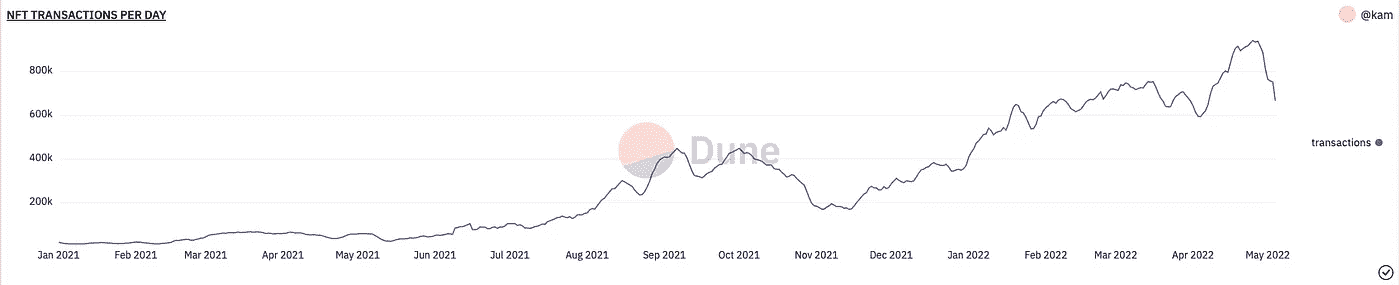 NFT TRANSACTIONS PER DAY
@kam
800k
600k
400k
200k
Dune
transactions
Jan 2021 Feb 2021 Mar 2021 Apr 2021 May 2021 Jun 2021 Jul 2021 Aug 2021 Sep 2021 Oct 2021 Nov 2021 Dec 2021 Jan 2022 Feb 2022 Mar 2022 Apr 2022 May 2022